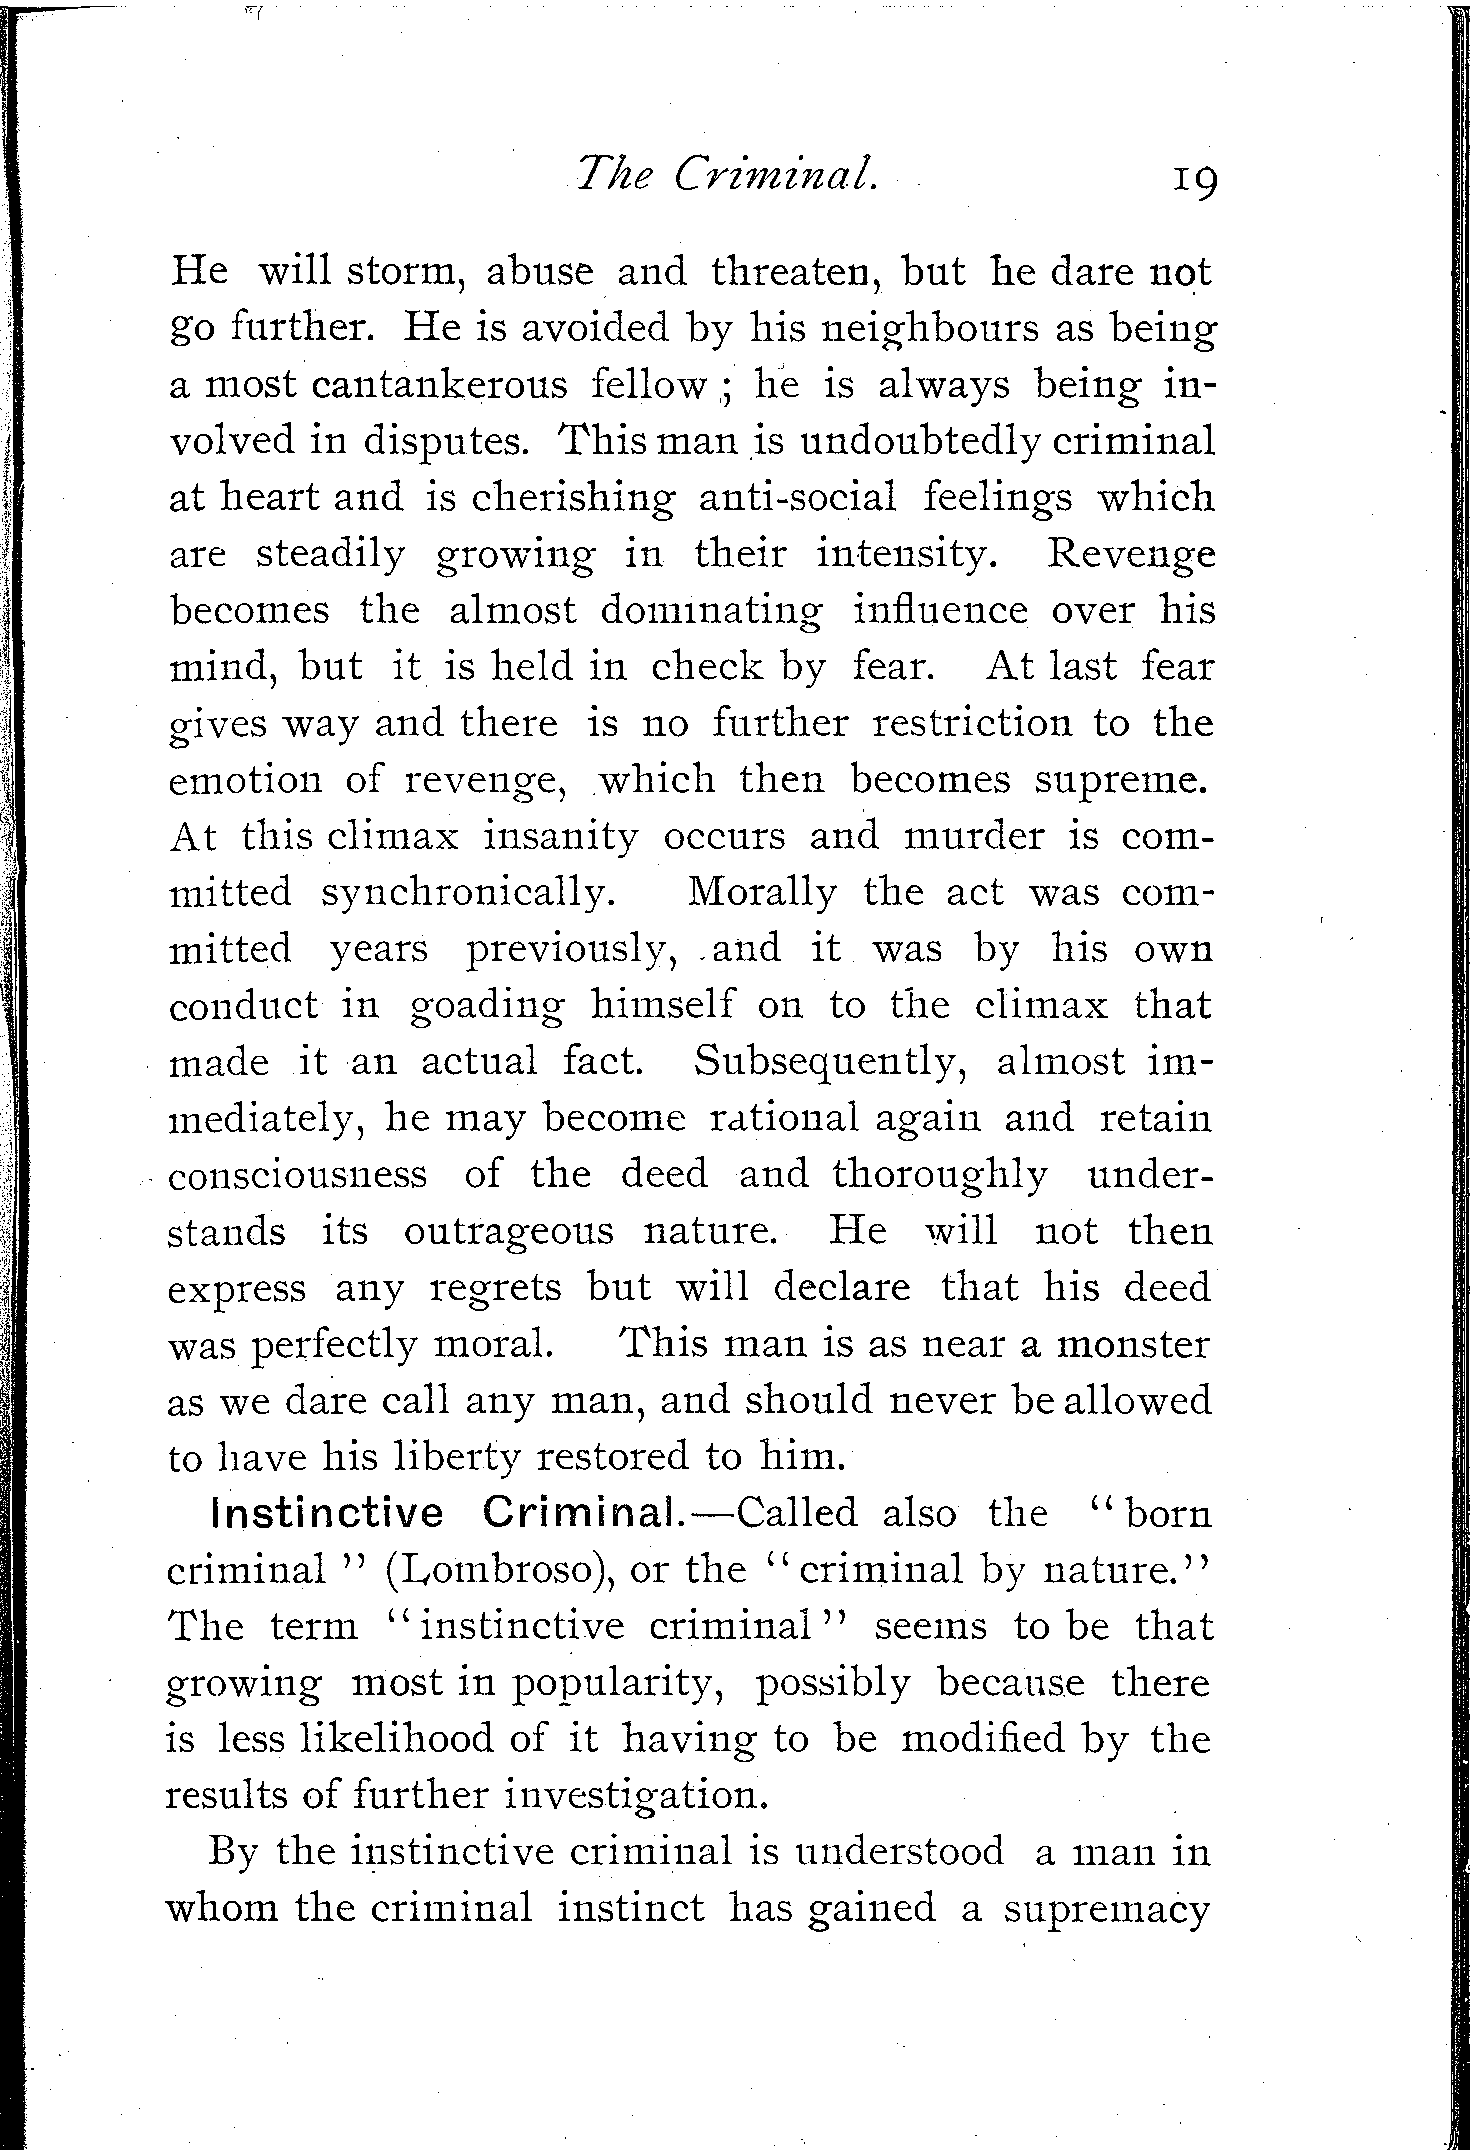 The Criminal. 19
He will storm, abuse and threaten, but he dare not
go further. He is avoided by his neighbours as being
a most cantankerous fellow ; he is always being in-
volved in disputes. This man is undoubtedly criminal
at heart and is cherishing anti-social feelings which
are steadily growing in their intensity. Revenge
becomes the almost dominating influence over his
mind, but it is held in check by fear. At last fear
gives way and there is no further restriction to the
emotion of revenge, which then becomes supreme.
At this climax insanity occurs and murder is com-
mitted synchronically. Morally the act was com-
mitted years previously, and it was by his own
conduct in goading himself on to the climax that
made it an actual fact. Subsequently, almost im-
mediately, he may become rational again and retain
consciousness of the deed and thoroughly under-
stands its outrageous nature. He will not then
express any regrets but will declare that his deed
was perfectly moral. This man is as near a monster
as we dare call any man, and should never be allowed
to have his liberty restored to him.
Instinctive Criminal.—Called also the “ born
criminal ” (Lombroso), or the “ criminal by nature.”
The term “ instinctive criminal ” seems to be that
growing most in popularity, possibly because there
is less likelihood of it having to be modified by the
results of further investigation.
By the instinctive criminal is understood a man in
whom the criminal instinct has gained a supremacy